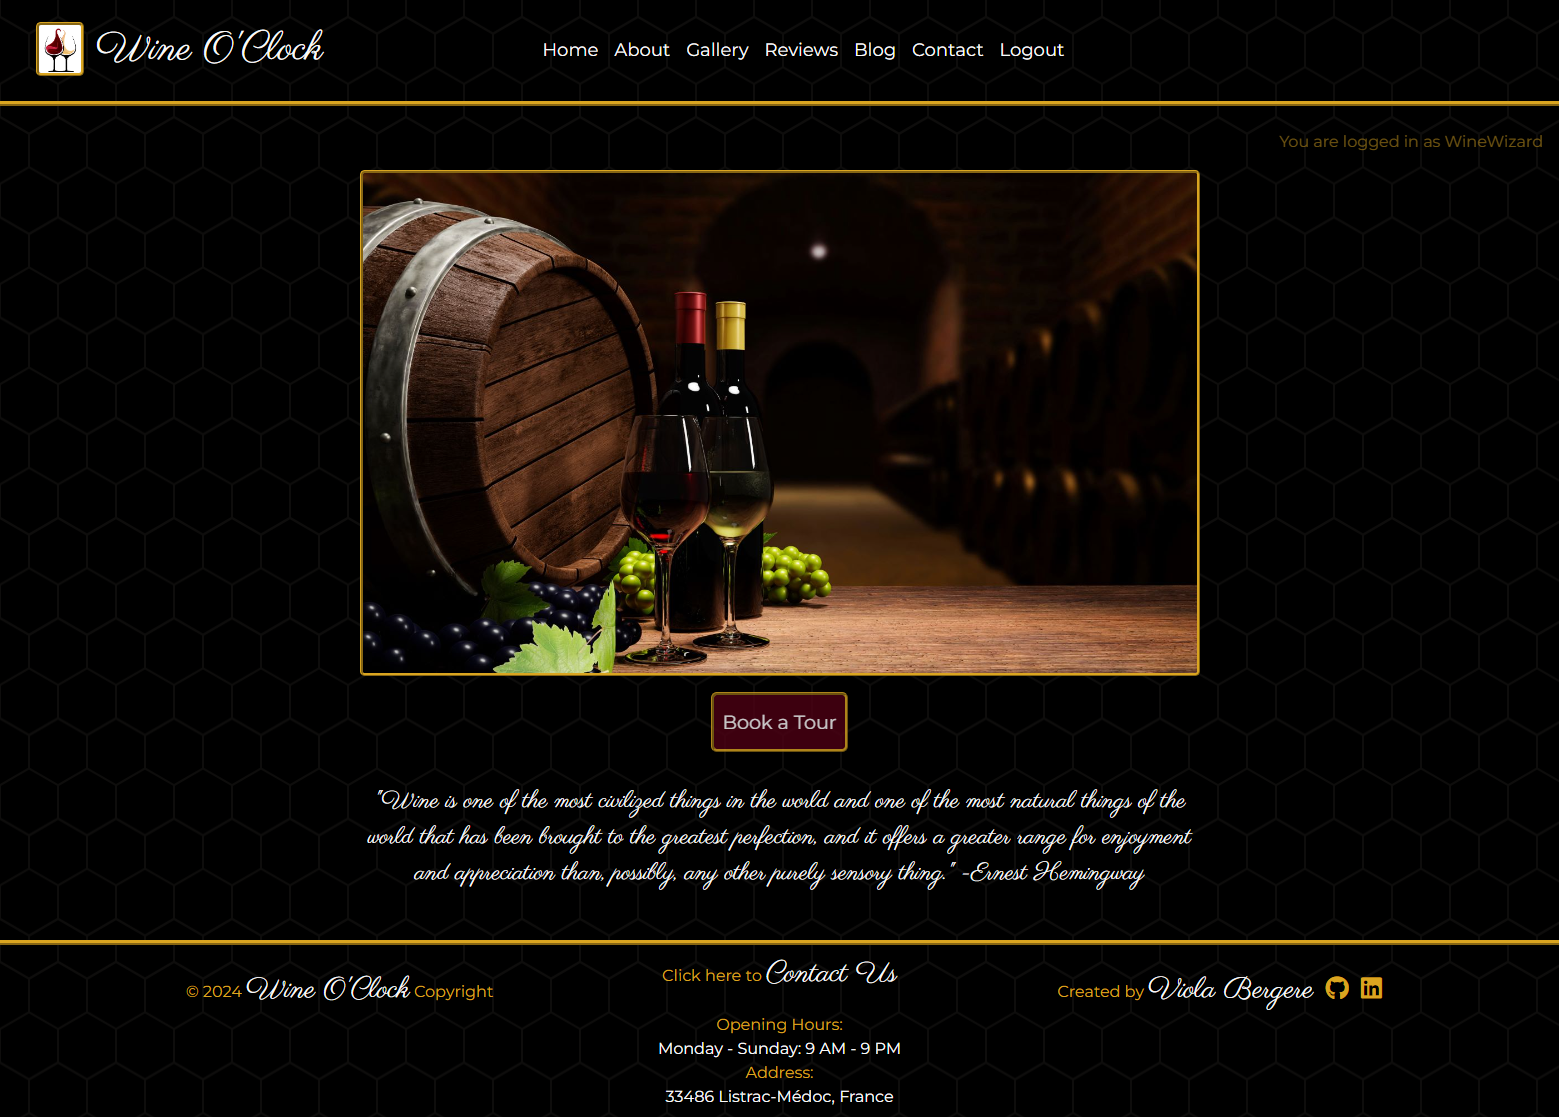 Wine O'Clock
Home About Gallery Reviews Blog Contact Logout
You are logged in as WineWizard
Book a Tour
"Wine is one of the most civilized things in the world and one of the most natural things of the
world that has been brought to the greatest perfection, and it offers a greater range for enjoyment
and appreciation than, possibly, any other purely sensory thing." -Ernest Hemingway
© 2024 Wine O'Clock Copyright
Click here to Contact Us
Opening Hours:
Monday - Sunday: 9 AM - 9 PM
Address:
33486 Listrac-Médoc, France
Created by Viola Bergere
in